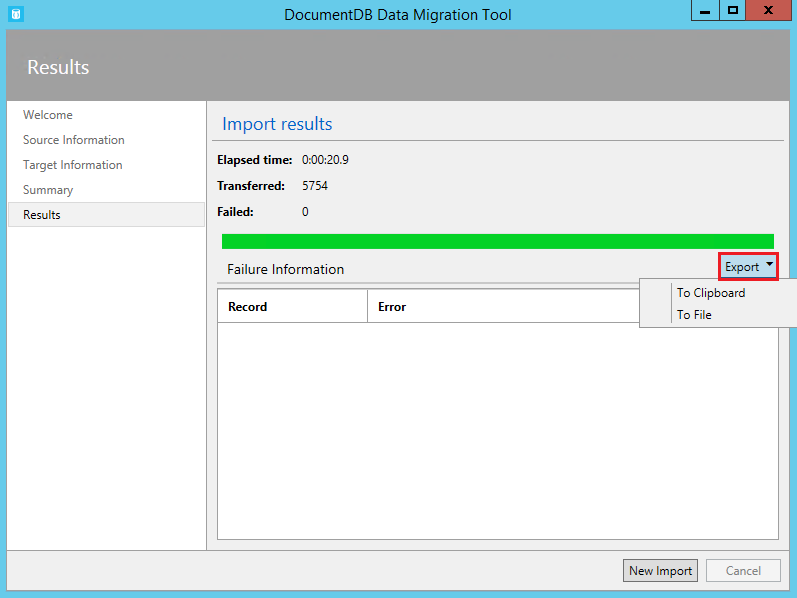 DocumentDB Data Migration Tool
Results
Welcome
Source Information
Target Information
Summary
Results
Import results
Elapsed time: 0:00:20.9
Transferred: 5754
Failed: 0
Failure Information
Export
To Clipboard
To File
Record Error
New Import Cancel